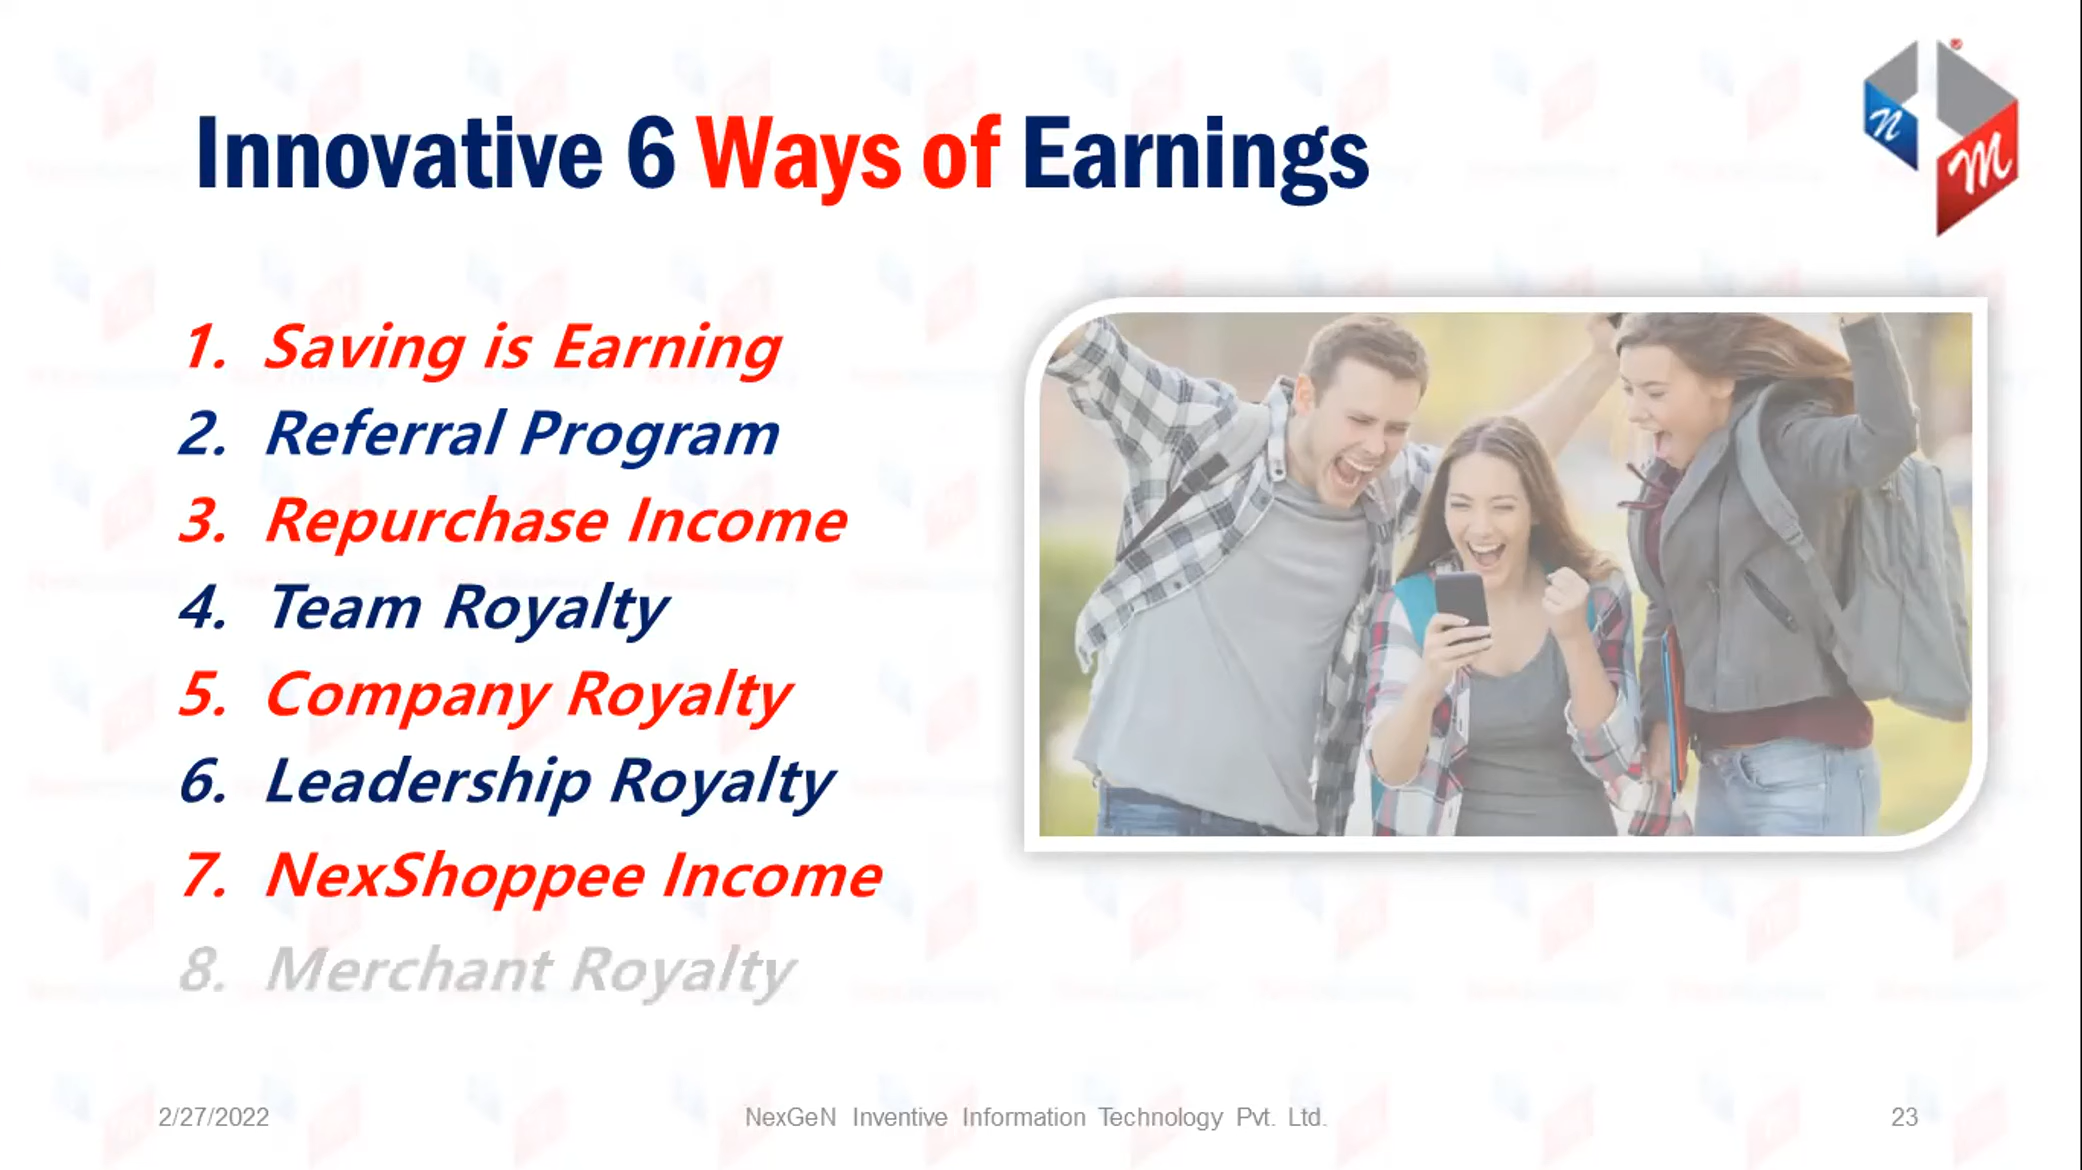 Innovative 6 Ways of Earnings
n
m
1. Saving is Earning
2. Referral Program
3. Repurchase Income
4. Team Royalty
5. Company Royalty
6. Leadership Royalty
7. NexShoppee Income
8. Merchant Royalty
2/27/2022
NexGeN Inventive Information Technology Pvt. Ltd.
23